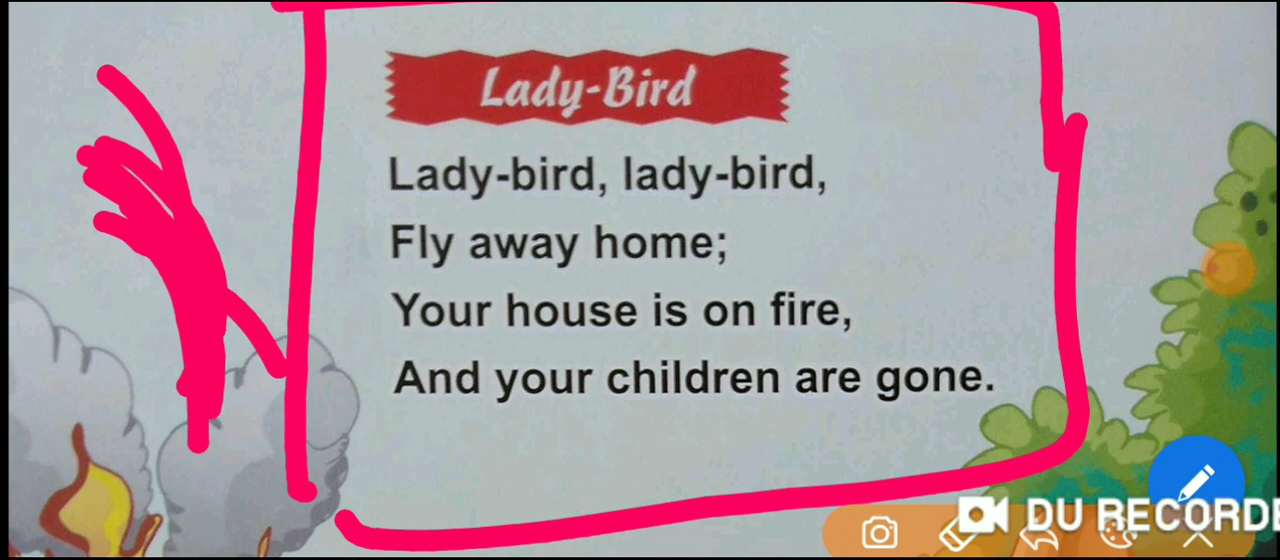 Lady-Bird
Lady-bird, lady-bird,
Fly away home;
Your house is on fire,
And your children are gone.
DU RECORDE